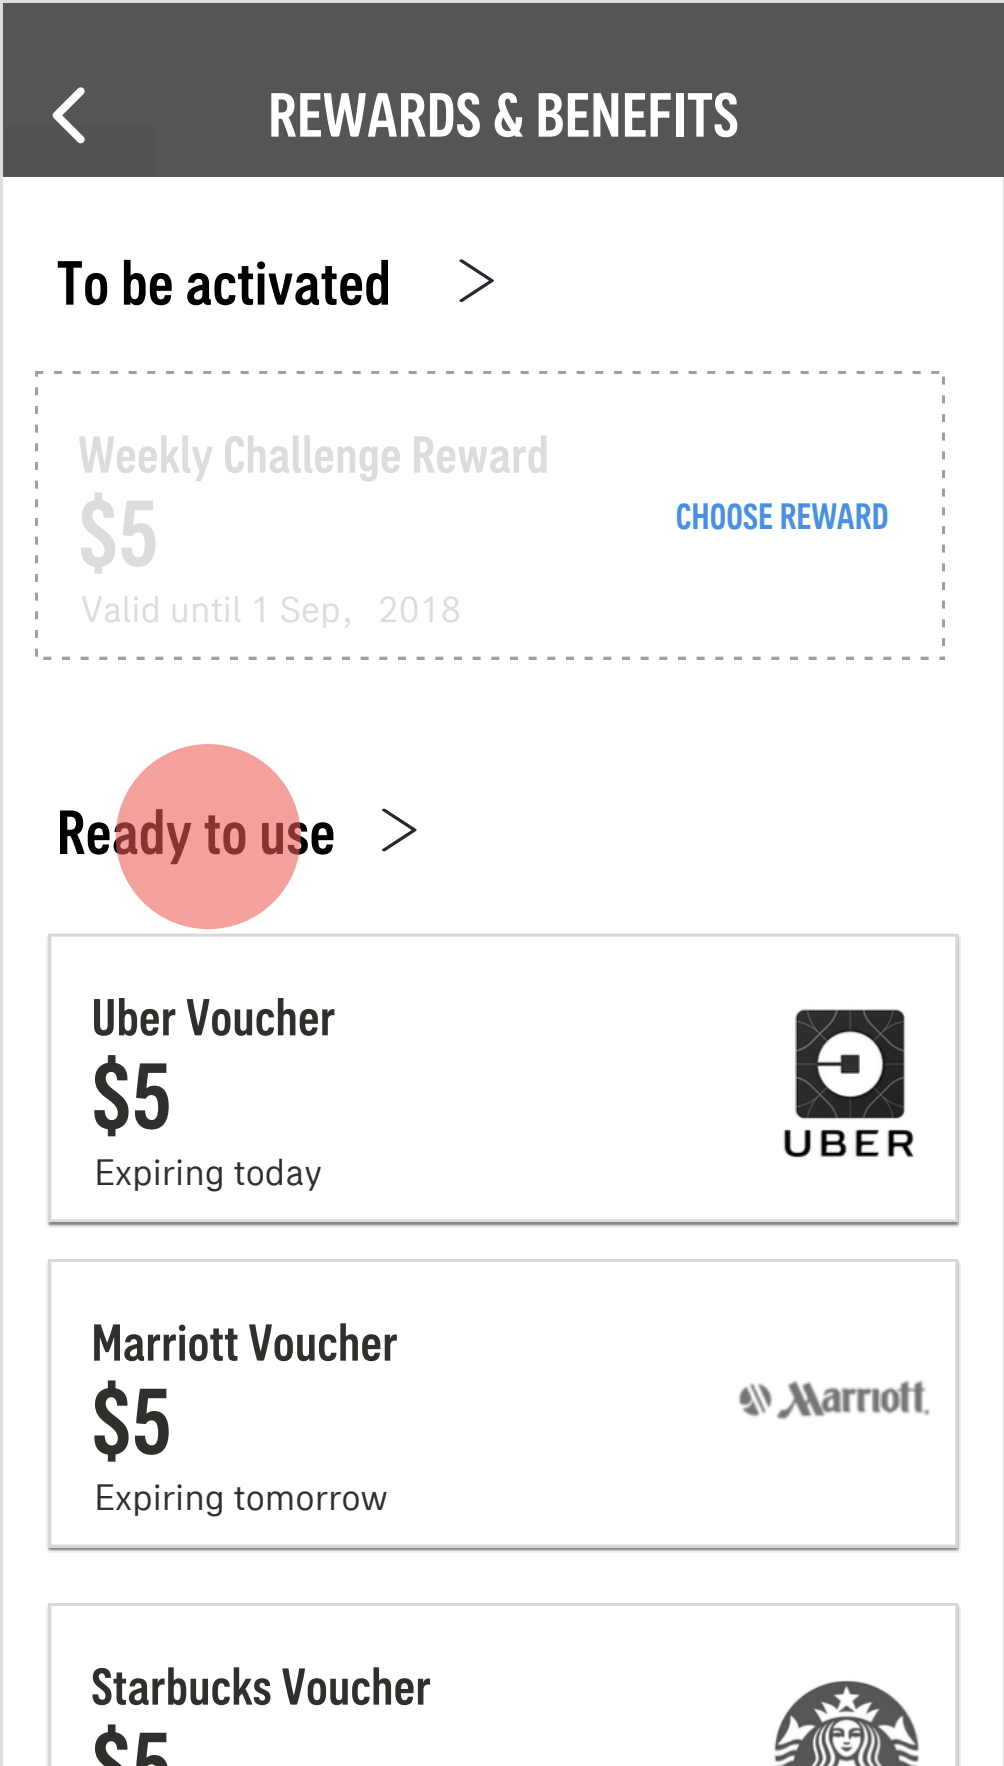 REWARDS & BENEFITS
To be activated
Weekly Challenge Reward
$5
CHOOSE REWARD
Valid until 1 Sep, 2018
Ready to use
Uber Voucher
$5
UBER
Expiring today
Marriott Voucher
$5
Marriott.
Expiring tomorrow
Starbucks Voucher
$5